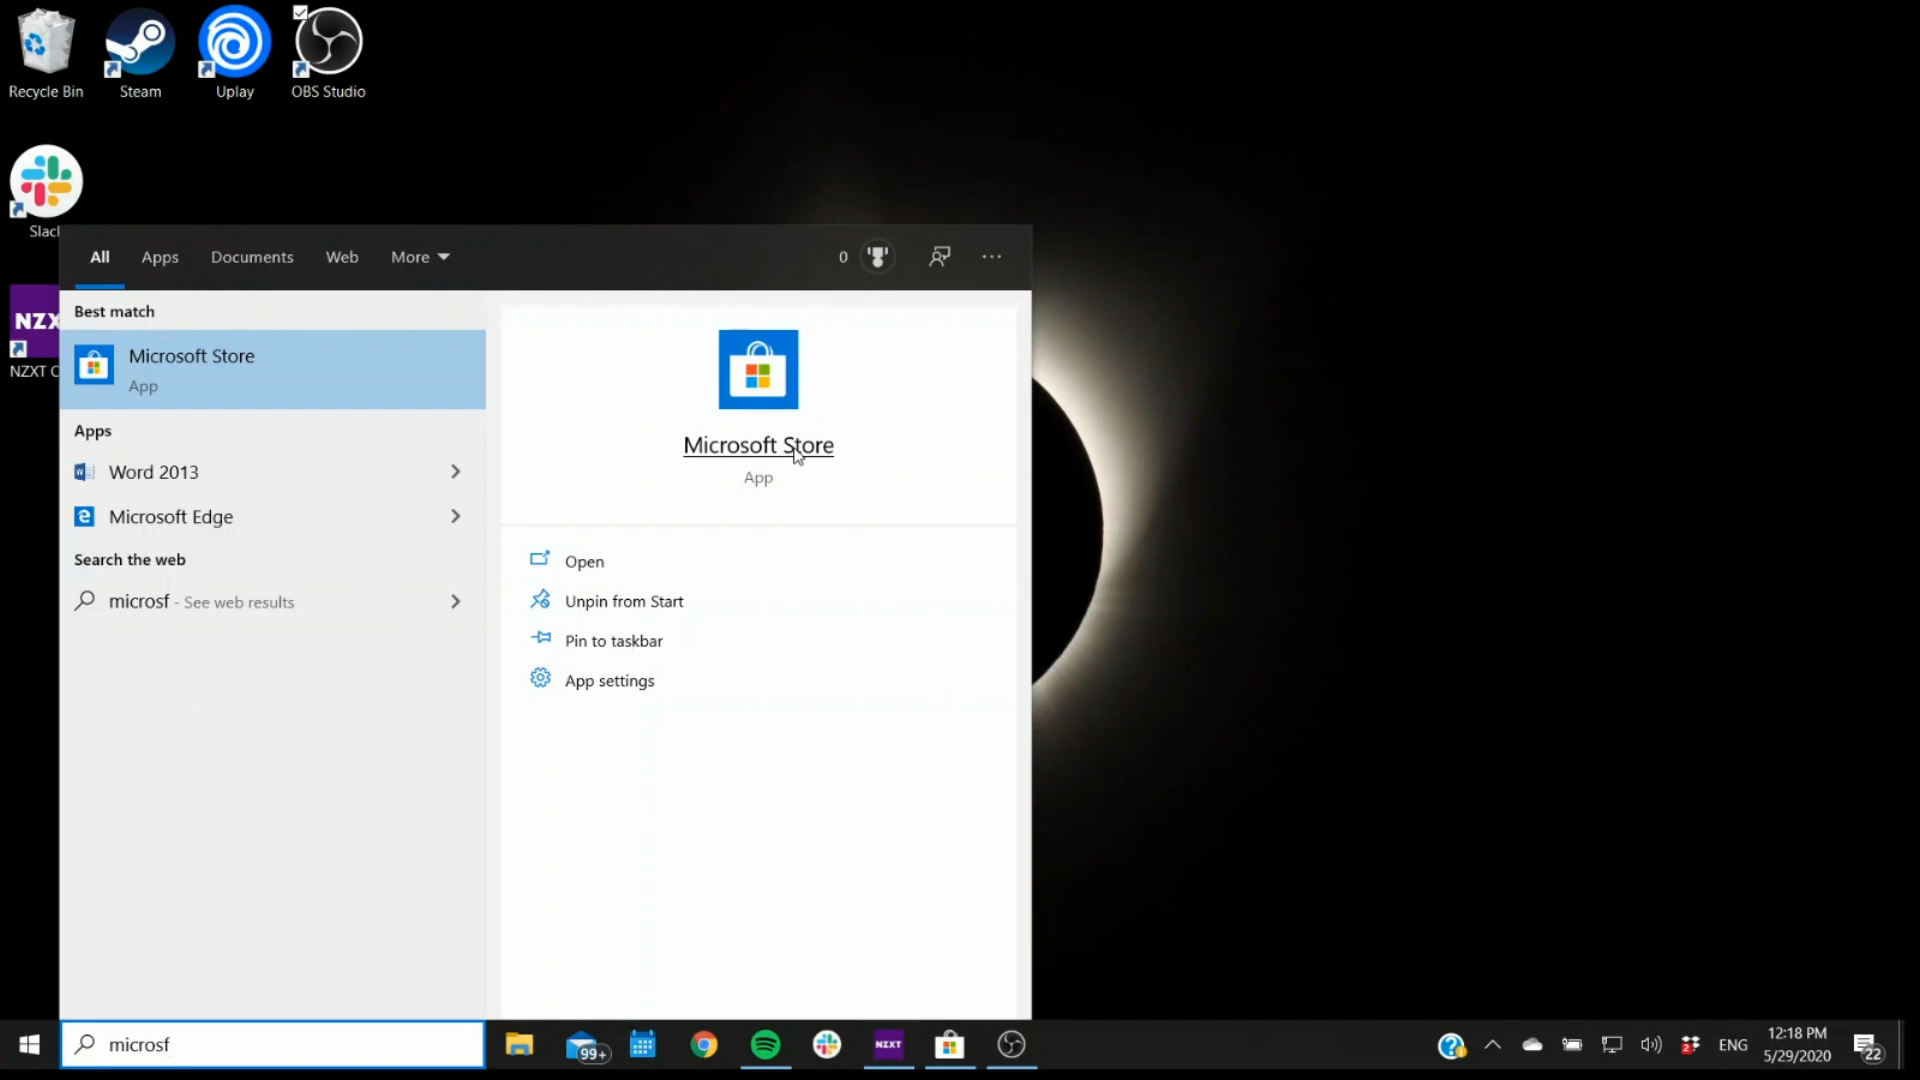 Recycle Bin
Steam
Uplay
OBS Studio
Slac
NZX
NZXT C
All
Apps
Documents
Web
More
0
Best match
Microsoft Store
App
Apps
Word 2013
Microsoft Edge
Search the web
microsf - See web results
Microsoft Store
App
Open
Unpin from Start
Pin to taskbar
App settings
microsf
99+
NZXT
ENG
12:18 PM
5/29/2020
22